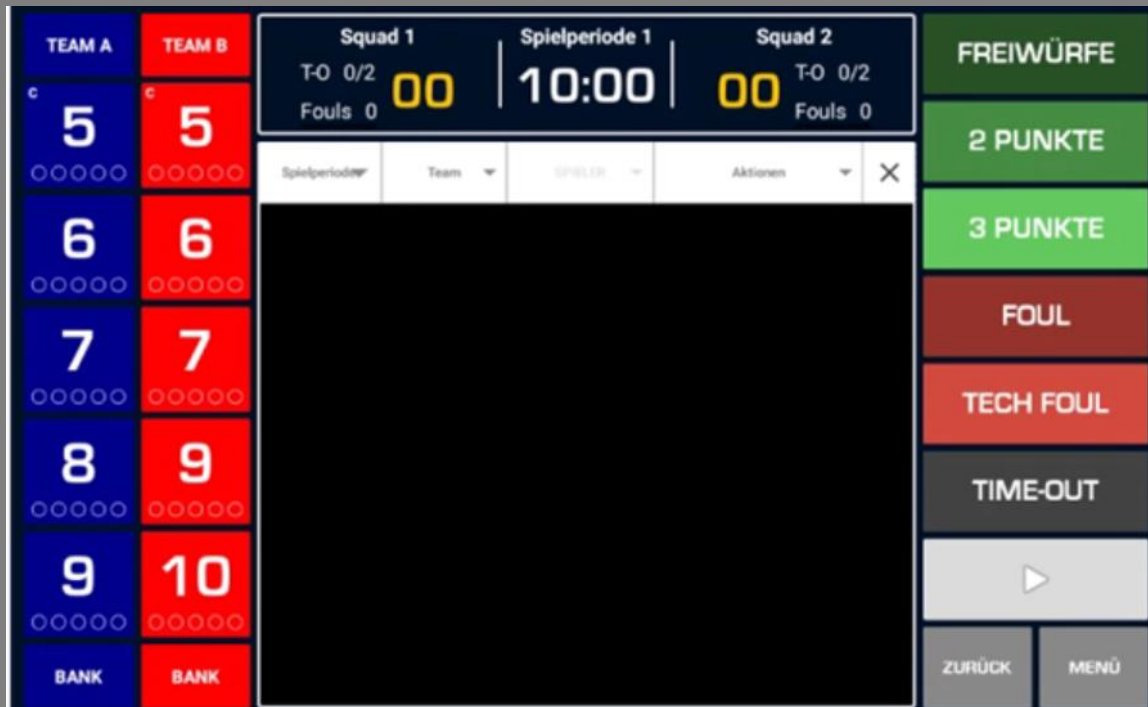 TEAM A
TEAM B
C
5
C
5
6
6
7
7
8
9
9
10
BANK
BANK
Squad 1
T-O 0/2
Fouls 0
00
Spielperiode 1
10:00
Squad 2
00
T-O 0/2
Fouls 0
Spielperiode
Team
SPIELER
Aktionen
FREIWÜRFE
2 PUNKTE
3 PUNKTE
FOUL
TECH FOUL
TIME-OUT
ZURÜCK
MENÜ